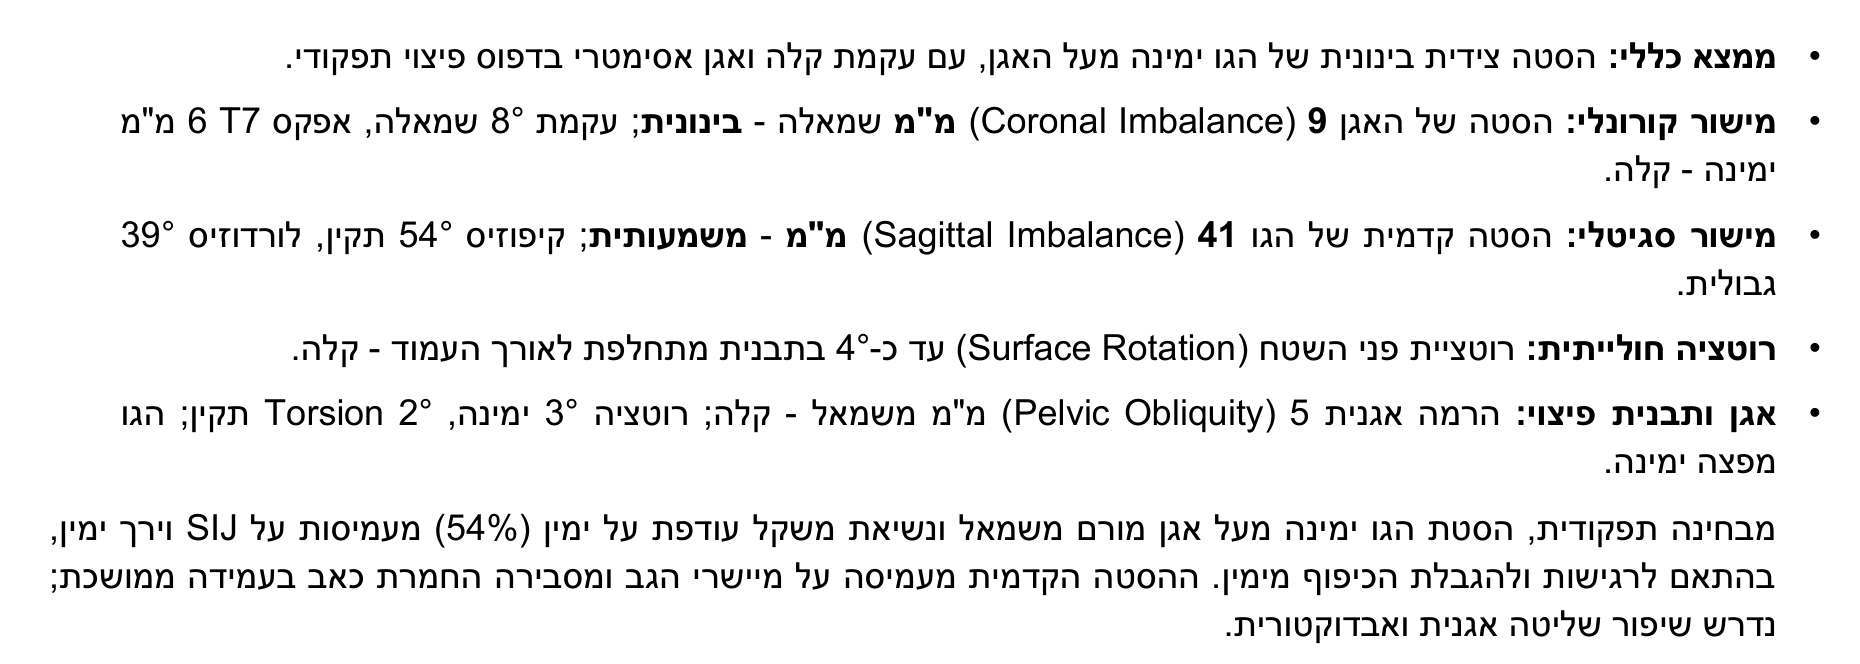 • ממצא כללי: הסטה צידית בינונית של הגו ימינה מעל האגן, עם עקמת קלה ואגן אסימטרי בדפוס פיצוי תפקודי.
• מישור קורונלי: הסטה של האגן (Coronal Imbalance) 9 מ"מ שמאלה - בינונית; עקמת 8° שמאלה, אפקס T7 6 מ"מ
ימינה - קלה.
• מישור סגיטלי: הסטה קדמית של הגו (Sagittal Imbalance) 41 מ"מ - משמעותית; קיפוזיס 54° תקין, לורדוזיס 39°
גבולית.
• רוטציה חולייתית: רוטציית פני השטח (Surface Rotation) עד כ-4° בתבנית מתחלפת לאורך העמוד - קלה.
• אגן ותבנית פיצוי: הרמה אגנית (Pelvic Obliquity) 5 מ"מ משמאל - קלה; רוטציה 3° ימינה, Torsion 2° תקין; הגו
מפצה ימינה.
מבחינה תפקודית, הסטת הגו ימינה מעל אגן מורם משמאל ונשיאת משקל עודפת על ימין (54%) מעמיסות על SIJ וירך ימין,
בהתאם לרגישות ולהגבלת הכיפוף מימין. ההסטה הקדמית מעמיסה על מיישרי הגב ומסבירה החמרת כאב בעמידה ממושכת;
נדרש שיפור שליטה אגנית ואבדוקטורית.